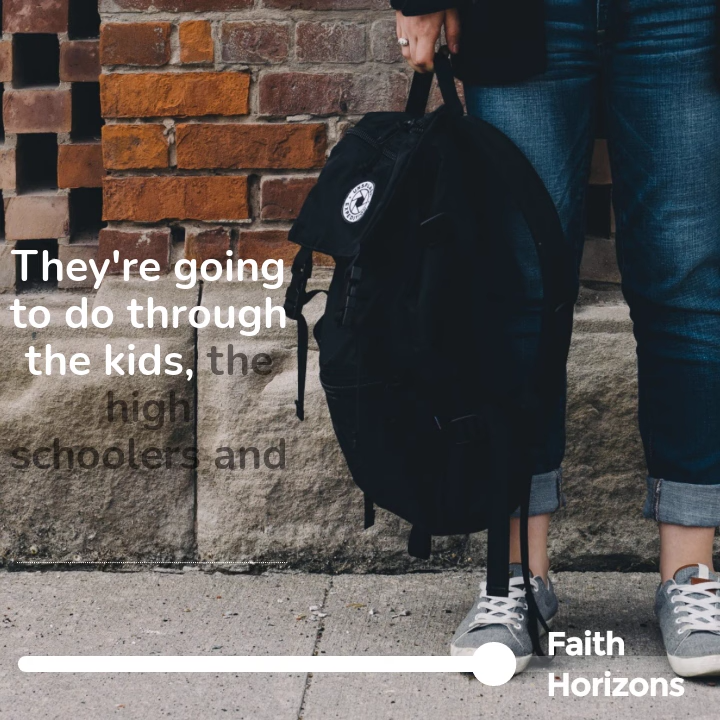 They're going
to do through
the kids, the
high
schoolers and
Faith
Horizons